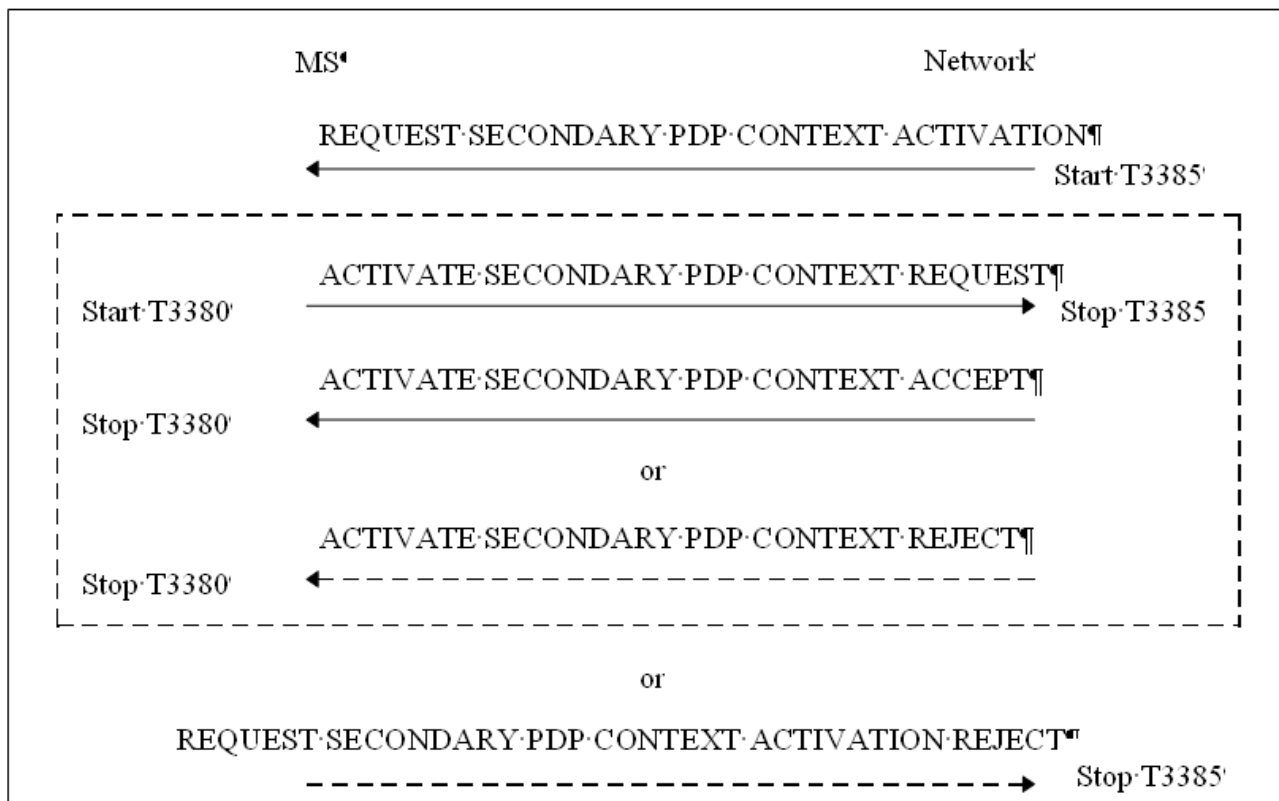 MS Network
REQUEST·SECONDARY·PDP·CONTEXT·ACTIVATION¶
Start·T3385
ACTIVATE·SECONDARY·PDP·CONTEXT·REQUEST¶
Start·T3380 Stop·T3385
ACTIVATE·SECONDARY·PDP·CONTEXT·ACCEPT¶
Stop·T3380
or
ACTIVATE·SECONDARY·PDP·CONTEXT·REJECT¶
Stop·T3380
or
REQUEST·SECONDARY·PDP·CONTEXT·ACTIVATION·REJECT¶
Stop·T3385